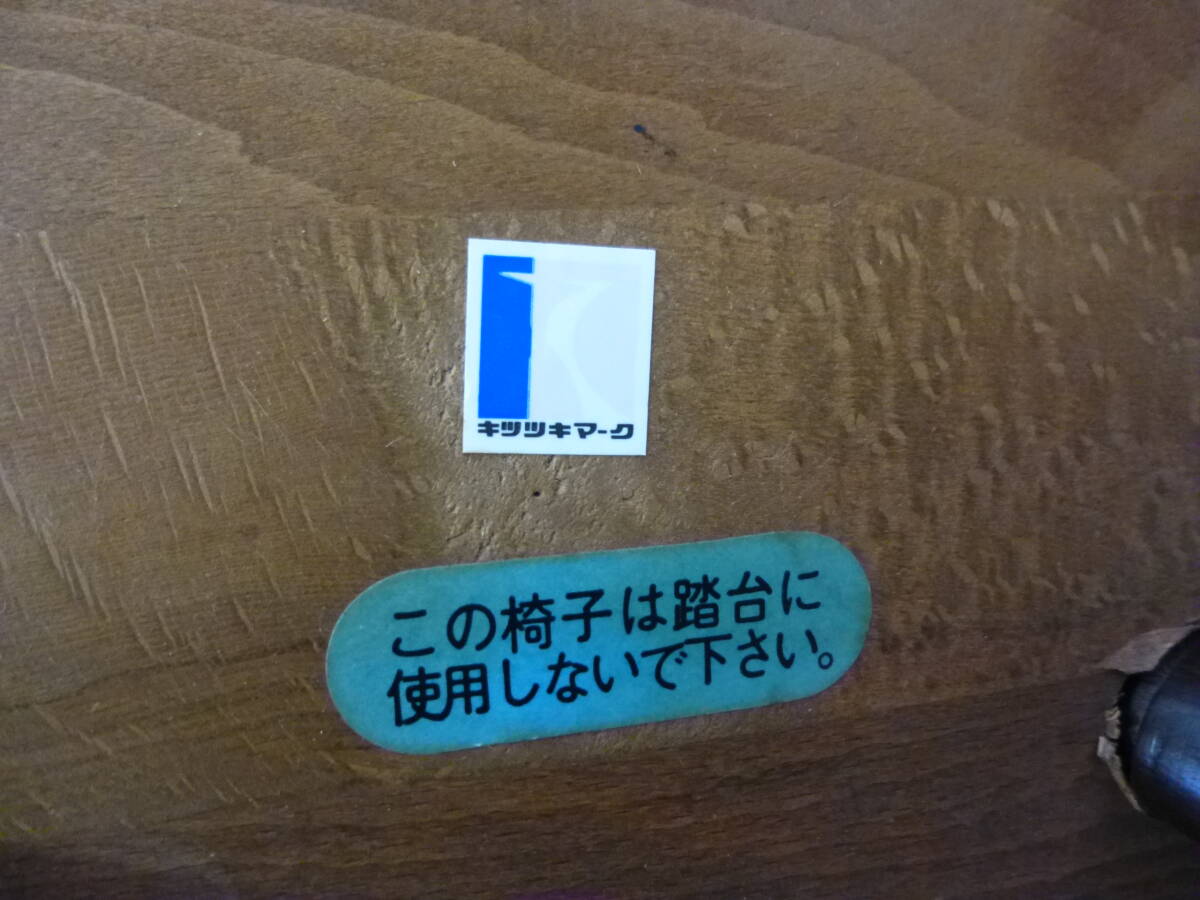 キツツキマーク
この椅子は踏台に
使用しないで下さい。